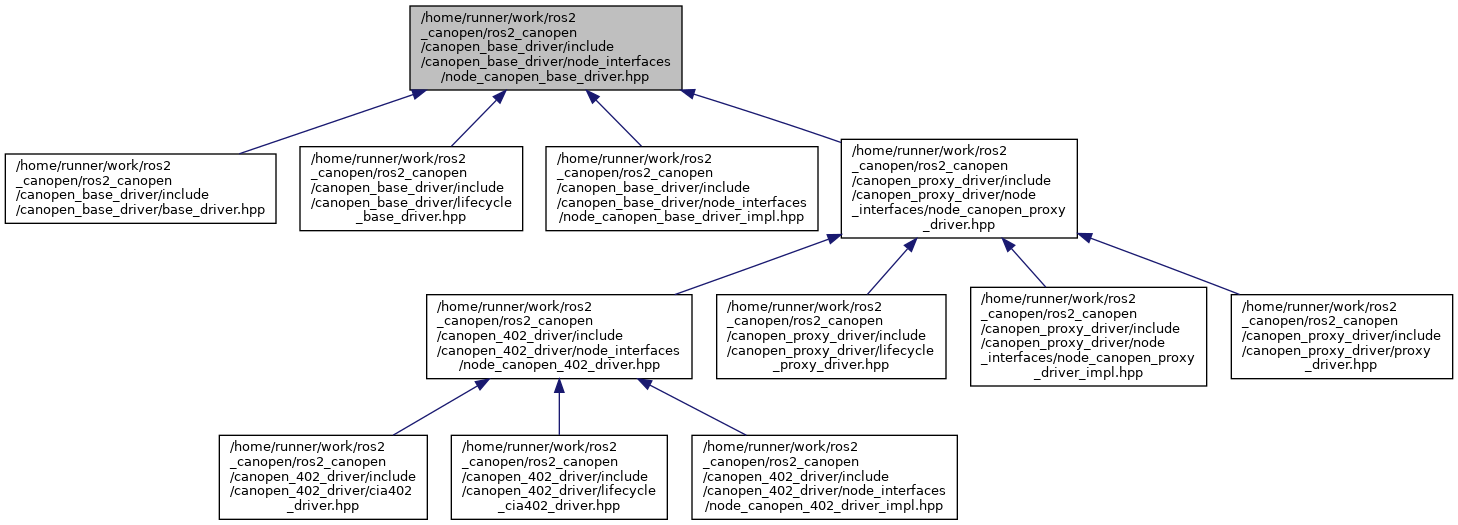 /home/runner/work/ros2
_canopen/ros2_canopen
/canopen_base_driver/include
/canopen_base_driver/node_interfaces
/node_canopen_base_driver.hpp
/home/runner/work/ros2
_canopen/ros2_canopen
/canopen_base_driver/include
/canopen_base_driver/base_driver.hpp
/home/runner/work/ros2
_canopen/ros2_canopen
/canopen_base_driver/include
/canopen_base_driver/lifecycle
_base_driver.hpp
/home/runner/work/ros2
_canopen/ros2_canopen
/canopen_base_driver/include
/canopen_base_driver/node_interfaces
/node_canopen_base_driver_impl.hpp
/home/runner/work/ros2
_canopen/ros2_canopen
/canopen_proxy_driver/include
/canopen_proxy_driver/node
_interfaces/node_canopen_proxy
_driver.hpp
/home/runner/work/ros2
_canopen/ros2_canopen
/canopen_402_driver/include
/canopen_402_driver/node_interfaces
/node_canopen_402_driver.hpp
/home/runner/work/ros2
_canopen/ros2_canopen
/canopen_proxy_driver/include
/canopen_proxy_driver/lifecycle
_proxy_driver.hpp
/home/runner/work/ros2
_canopen/ros2_canopen
/canopen_proxy_driver/include
/canopen_proxy_driver/node
_interfaces/node_canopen_proxy
_driver_impl.hpp
/home/runner/work/ros2
_canopen/ros2_canopen
/canopen_proxy_driver/include
/canopen_proxy_driver/proxy
_driver.hpp
/home/runner/work/ros2
_canopen/ros2_canopen
/canopen_402_driver/include
/canopen_402_driver/cia402
_driver.hpp
/home/runner/work/ros2
_canopen/ros2_canopen
/canopen_402_driver/include
/canopen_402_driver/lifecycle
_cia402_driver.hpp
/home/runner/work/ros2
_canopen/ros2_canopen
/canopen_402_driver/include
/canopen_402_driver/node_interfaces
/node_canopen_402_driver_impl.hpp